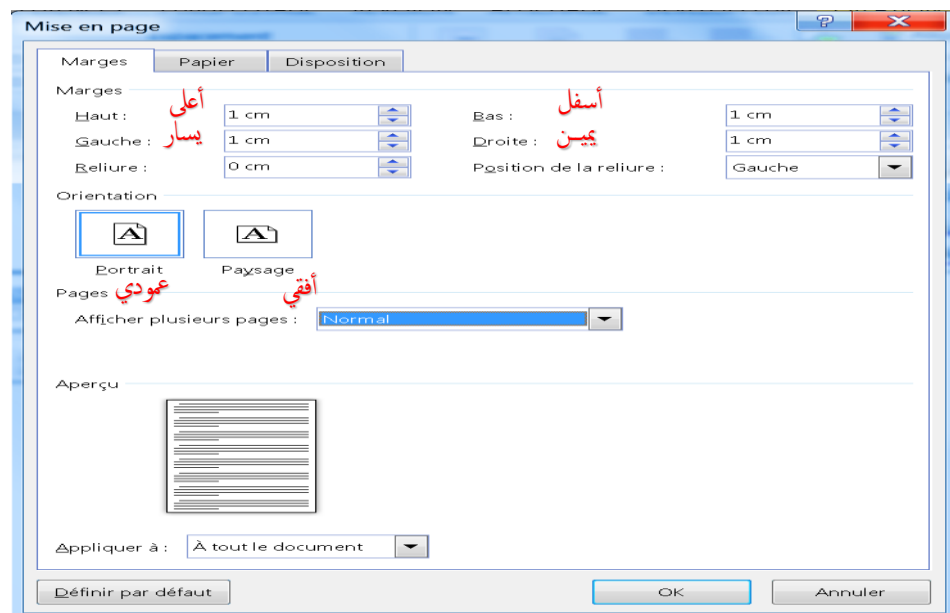 Mise en page
Marges Papier Disposition
Marges
Haut : أعلى 1 cm Bas : أسفل 1 cm
Gauche : يسار 1 cm Droite : يميـن 1 cm
Reliure : 0 cm Position de la reliure : Gauche
Orientation
A A
Portrait Paysage
عمودي أفقي
Pages
Afficher plusieurs pages : Normal
Aperçu
Appliquer à : À tout le document
Définir par défaut OK Annuler